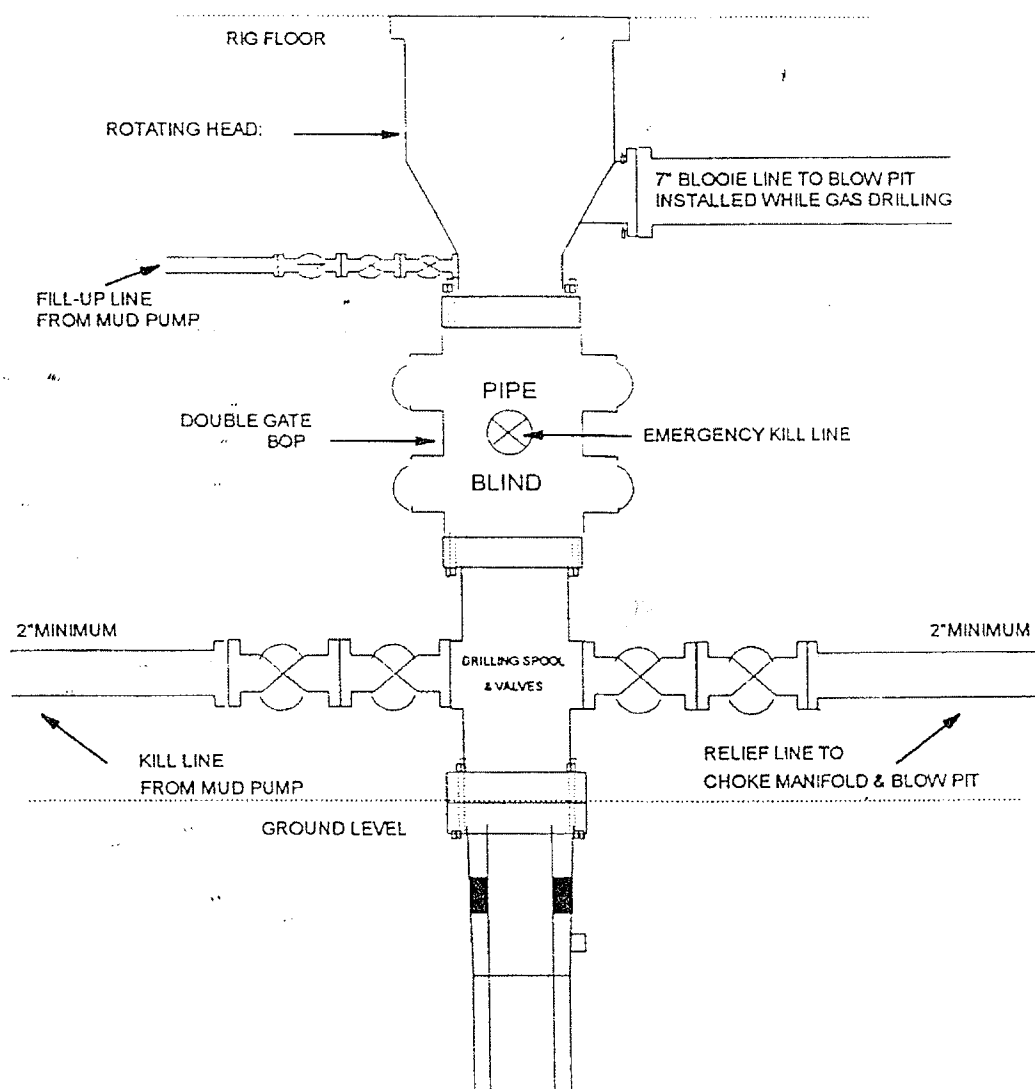 RIG FLOOR
ROTATING HEAD:
7" BLOOIE LINE TO BLOW PIT
INSTALLED WHILE GAS DRILLING
FILL-UP LINE
FROM MUD PUMP
PIPE
DOUBLE GATE
BOP
EMERGENCY KILL LINE
BLIND
2"MINIMUM
2"MINIMUM
DRILLING SPOOL
& VALVES
KILL LINE
FROM MUD PUMP
RELIEF LINE TO
CHOKE MANIFOLD & BLOW PIT
GROUND LEVEL